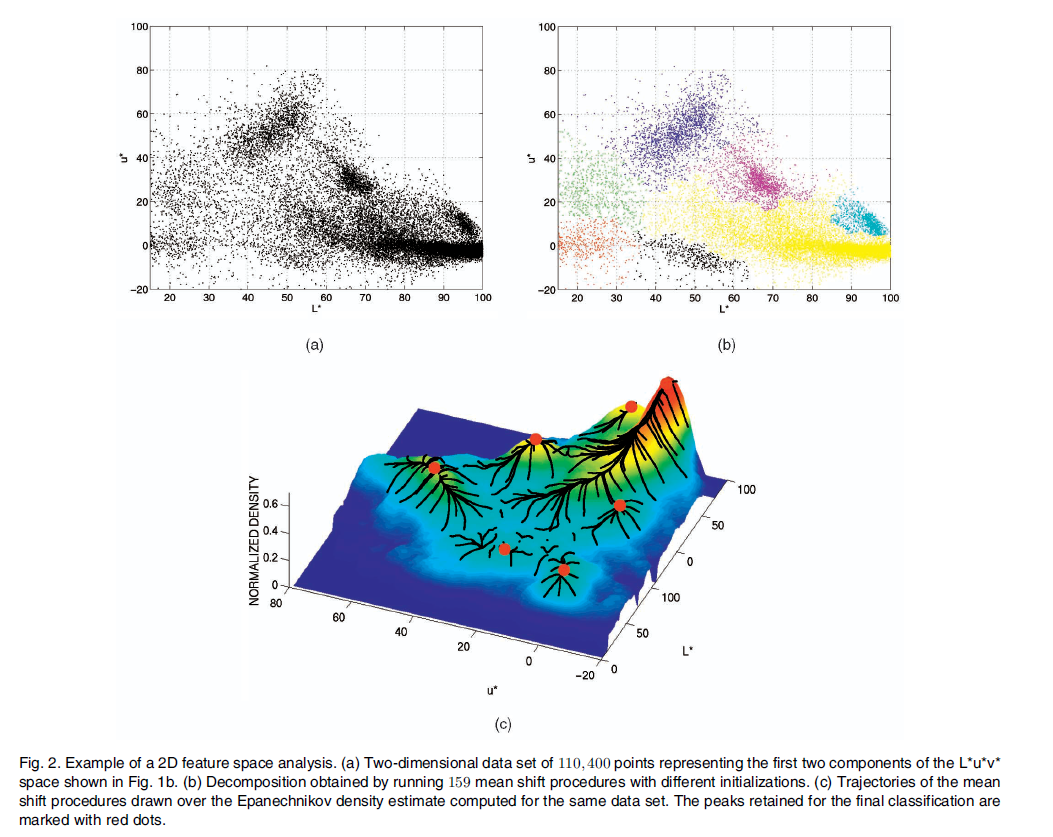 100
80
60
40
20
0
−20
u*
20 30 40 50 60 70 80 90 100
L*
(a)
100
80
60
40
20
0
−20
u*
20 30 40 50 60 70 80 90 100
L*
(b)
NORMALIZED DENSITY
0.6
0.4
0.2
0
80
60
40
20
0
−20
u*
100
50
0
100
50
0
L*
(c)
Fig. 2. Example of a 2D feature space analysis. (a) Two-dimensional data set of 110,400 points representing the first two components of the L*u*v*
space shown in Fig. 1b. (b) Decomposition obtained by running 159 mean shift procedures with different initializations. (c) Trajectories of the mean
shift procedures drawn over the Epanechnikov density estimate computed for the same data set. The peaks retained for the final classification are
marked with red dots.